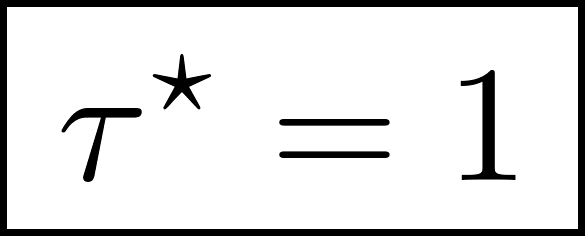 τ⋆ = 1